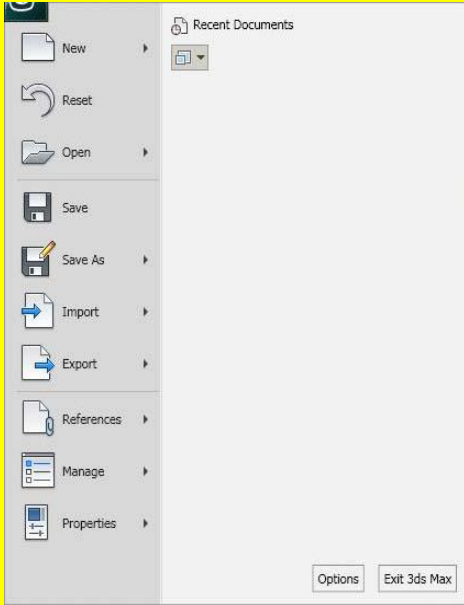 Recent Documents
New
Reset
Open
Save
Save As
Import
Export
References
Manage
Properties
Options
Exit 3ds Max